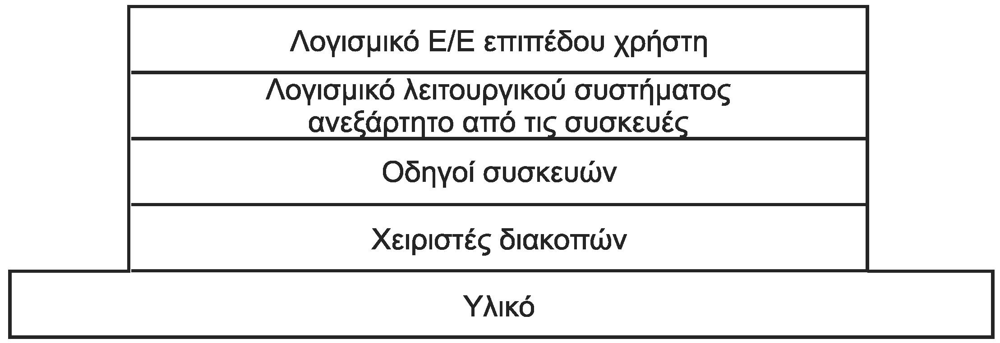 Λογισμικό Ε/Ε επιπέδου χρήστη
Λογισμικό λειτουργικού συστήματος
ανεξάρτητο από τις συσκευές
Οδηγοί συσκευών
Χειριστές διακοπών
Υλικό